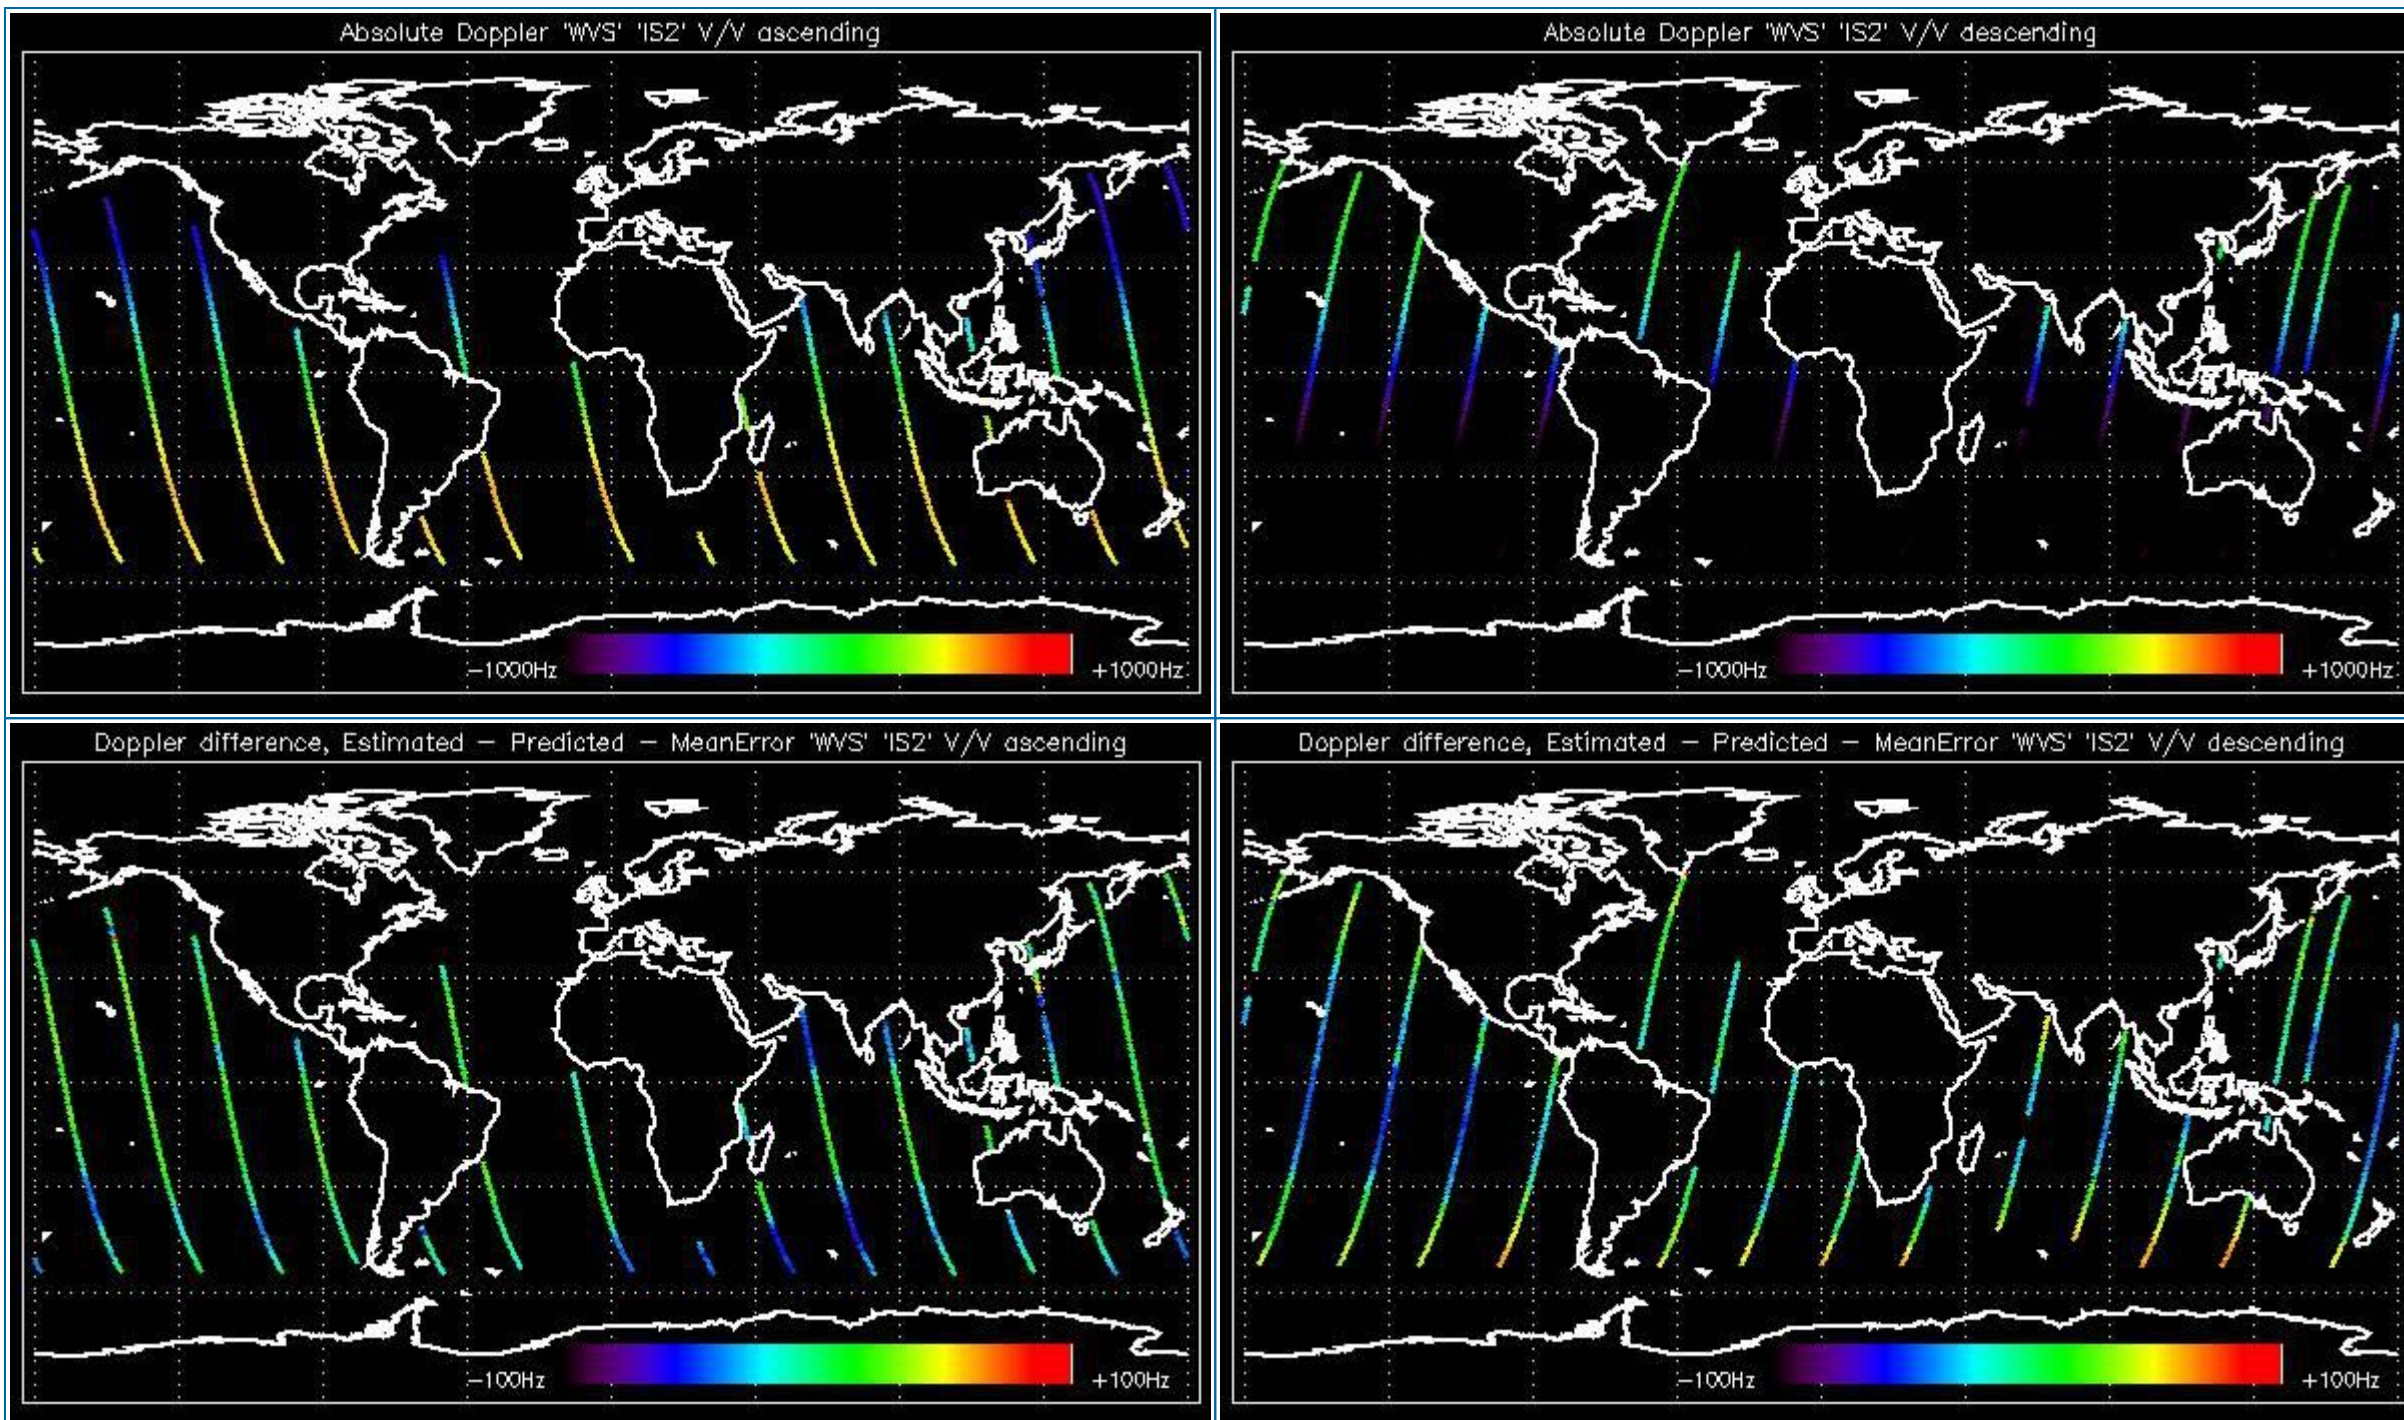 Absolute Doppler 'WVS' 'IS2' V/V ascending
-1000Hz
+1000Hz
Absolute Doppler 'WVS' 'IS2' V/V descending
-1000Hz
+1000Hz
Doppler difference, Estimated - Predicted - MeanError 'WVS' 'IS2' V/V ascending
-100Hz
+100Hz
Doppler difference, Estimated - Predicted - MeanError 'WVS' 'IS2' V/V descending
-100Hz
+100Hz